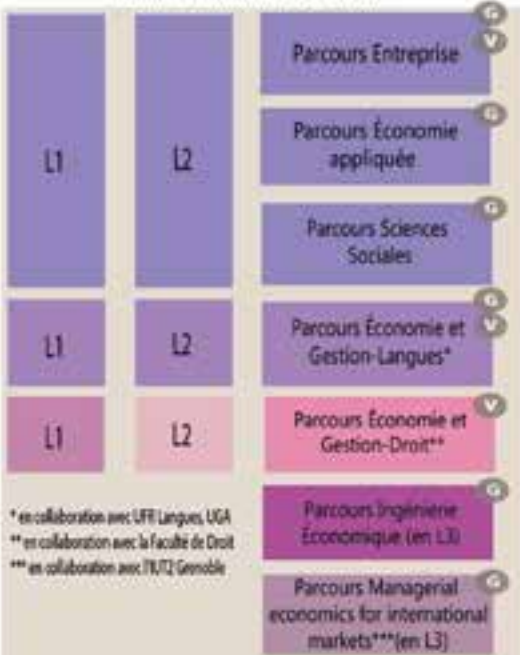 G
V
Parcours Entreprise
G
L1
L2
Parcours Économie
appliquée
G
Parcours Sciences
Sociales
G
V
L1
L2
Parcours Économie et
Gestion-Langues*
V
L1
L2
Parcours Économie et
Gestion-Droit**
G
Parcours Ingénierie
Économique (en L3)
* en collaboration avec UFR Langues, UGA
** en collaboration avec la Faculté de Droit
*** en collaboration avec l'IUT2 Grenoble
G
Parcours Managerial
economics for international
markets***(en L3)